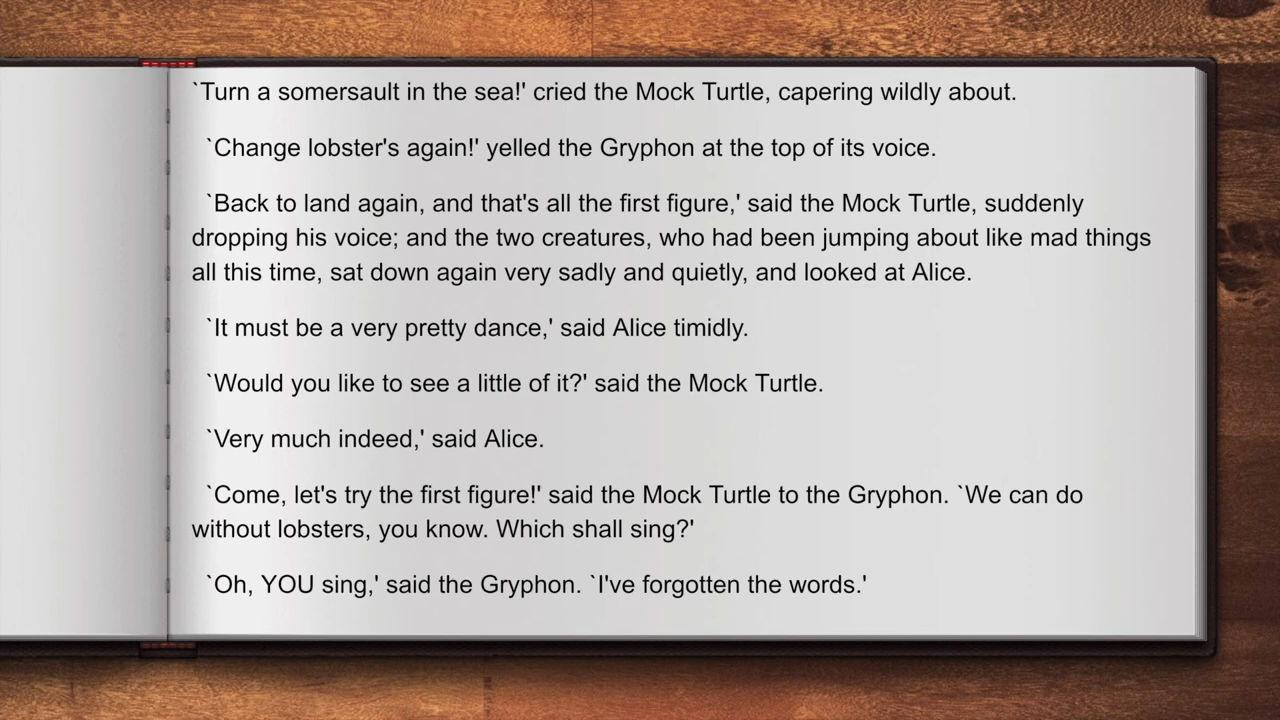 `Turn a somersault in the sea!' cried the Mock Turtle, capering wildly about.
`Change lobster's again!' yelled the Gryphon at the top of its voice.
`Back to land again, and that's all the first figure,' said the Mock Turtle, suddenly
dropping his voice; and the two creatures, who had been jumping about like mad things
all this time, sat down again very sadly and quietly, and looked at Alice.
`It must be a very pretty dance,' said Alice timidly.
`Would you like to see a little of it?' said the Mock Turtle.
`Very much indeed,' said Alice.
`Come, let's try the first figure!' said the Mock Turtle to the Gryphon. `We can do
without lobsters, you know. Which shall sing?'
`Oh, YOU sing,' said the Gryphon. `I've forgotten the words.'